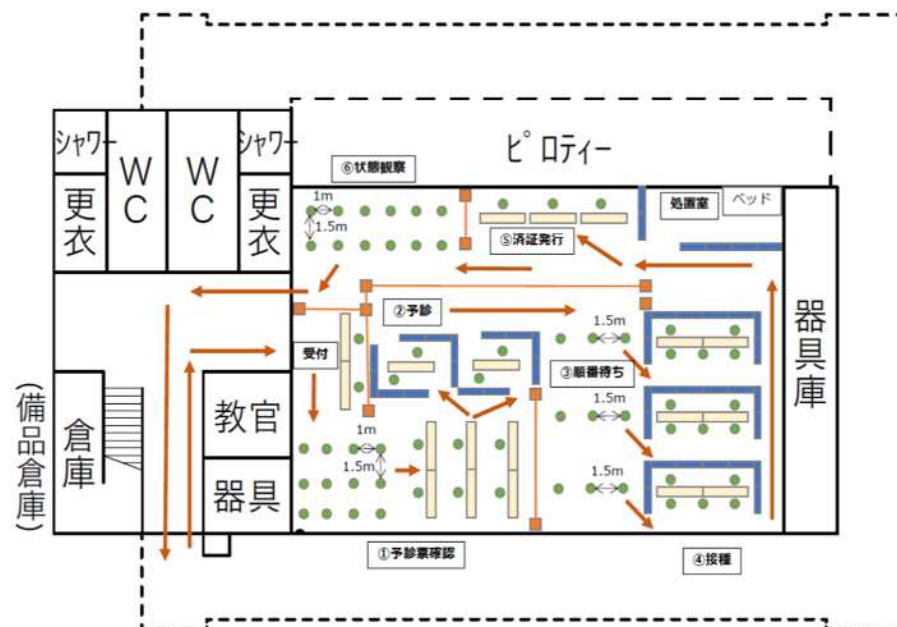 シャワー
WC
WC
シャワー
更衣
更衣
ピロティー
⑥状態観察
1m
1.5m
⑤済証発行
処置室
ベッド
②予診
受付
1.5m
③順番待ち
1.5m
1.5m
1m
1.5m
器具庫
教官
器具
倉庫
(備品倉庫)
①予診票確認
④接種